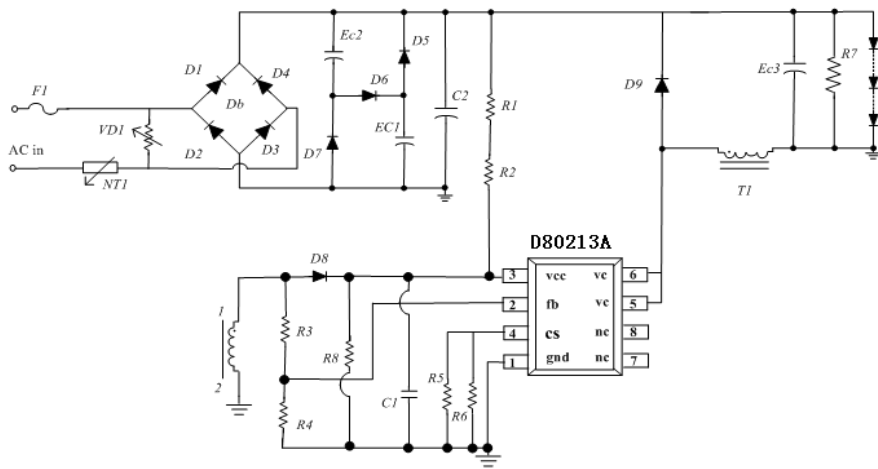 Ec2
D5
F1
D1
D4
D6
C2
R7
Ec3
D9
Db
R1
VD1
EC1
D2
D3
D7
AC in
R2
T1
NT1
D80213A
D8
3 vcc vc 6
2 fb vc 5
1
R3
4 cs nc 8
R8
1 gnd nc 7
R5
2
C1
R4
R6